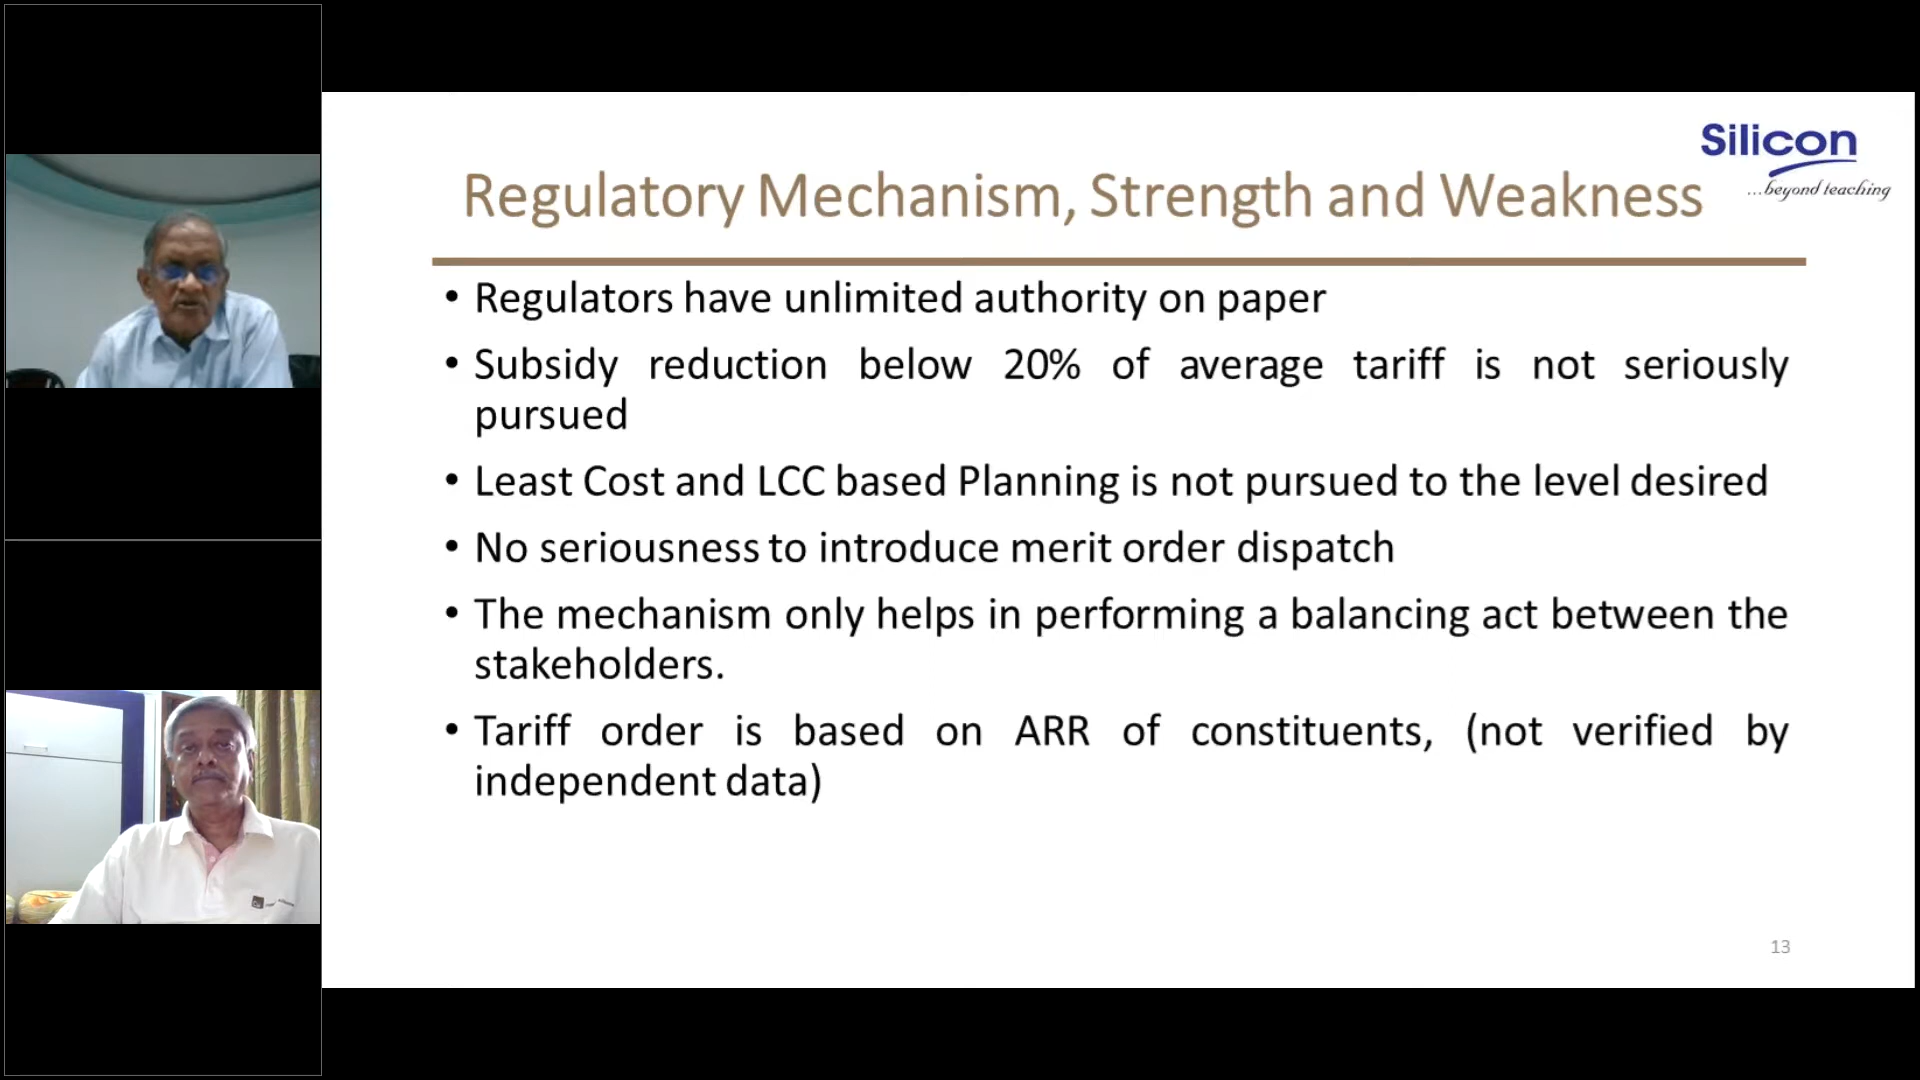 Silicon
...beyond teaching
Regulatory Mechanism, Strength and Weakness
• Regulators have unlimited authority on paper
• Subsidy reduction below 20% of average tariff is not seriously
pursued
• Least Cost and LCC based Planning is not pursued to the level desired
• No seriousness to introduce merit order dispatch
• The mechanism only helps in performing a balancing act between the
stakeholders.
• Tariff order is based on ARR of constituents, (not verified by
independent data)
13